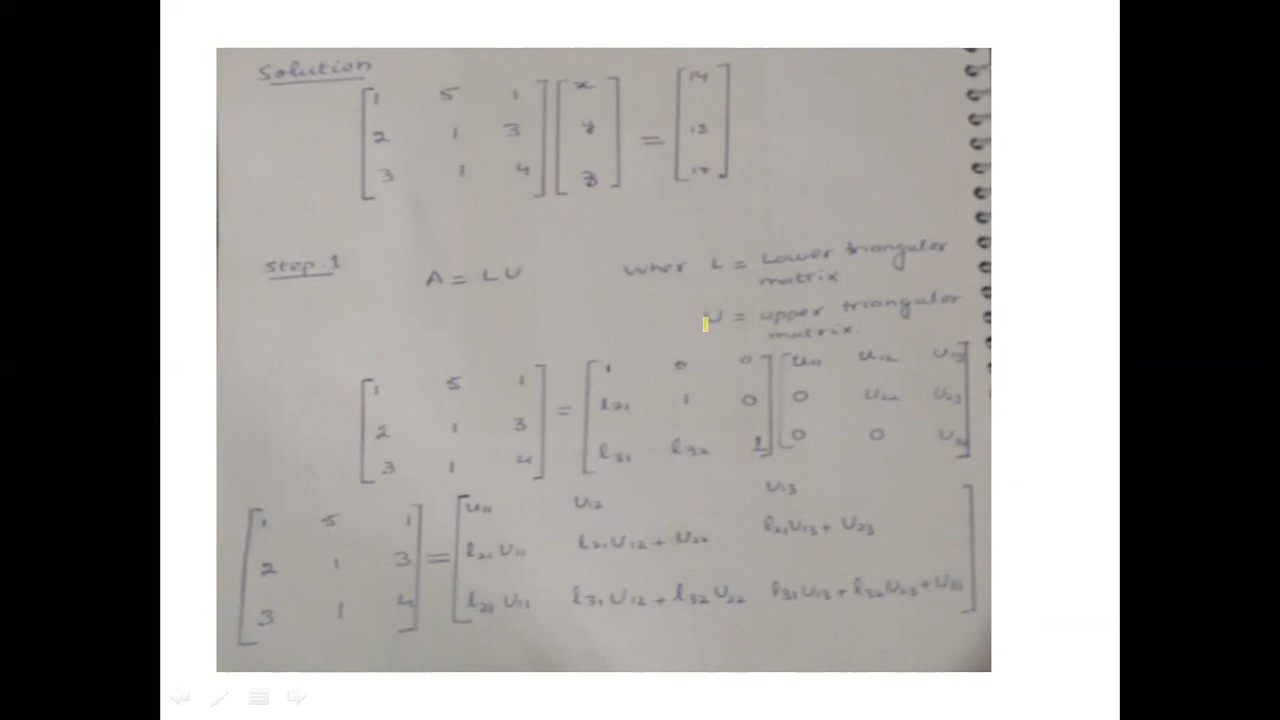 Solution
[1 5 1] [x] [14]
[2 1 3] [y] = [13]
[3 1 4] [z] [17]
Step.1 A = LU Wher L = Lower triangular
matrix
U = upper triangular
matrix.
[1 5 1] [1 0 0] [u11 u12 u13]
[2 1 3] = [l21 1 0] [0 u22 u23]
[3 1 4] [l31 l32 1] [0 0 u33]
[1 5 1] [u11 u12 u13]
[2 1 3] = [l21 u11 l21 u12 + u22 l21 u13 + u23]
[3 1 4] [u11 l31 u12 + l32 u22 l31 u13 + l32 u23 + u33]